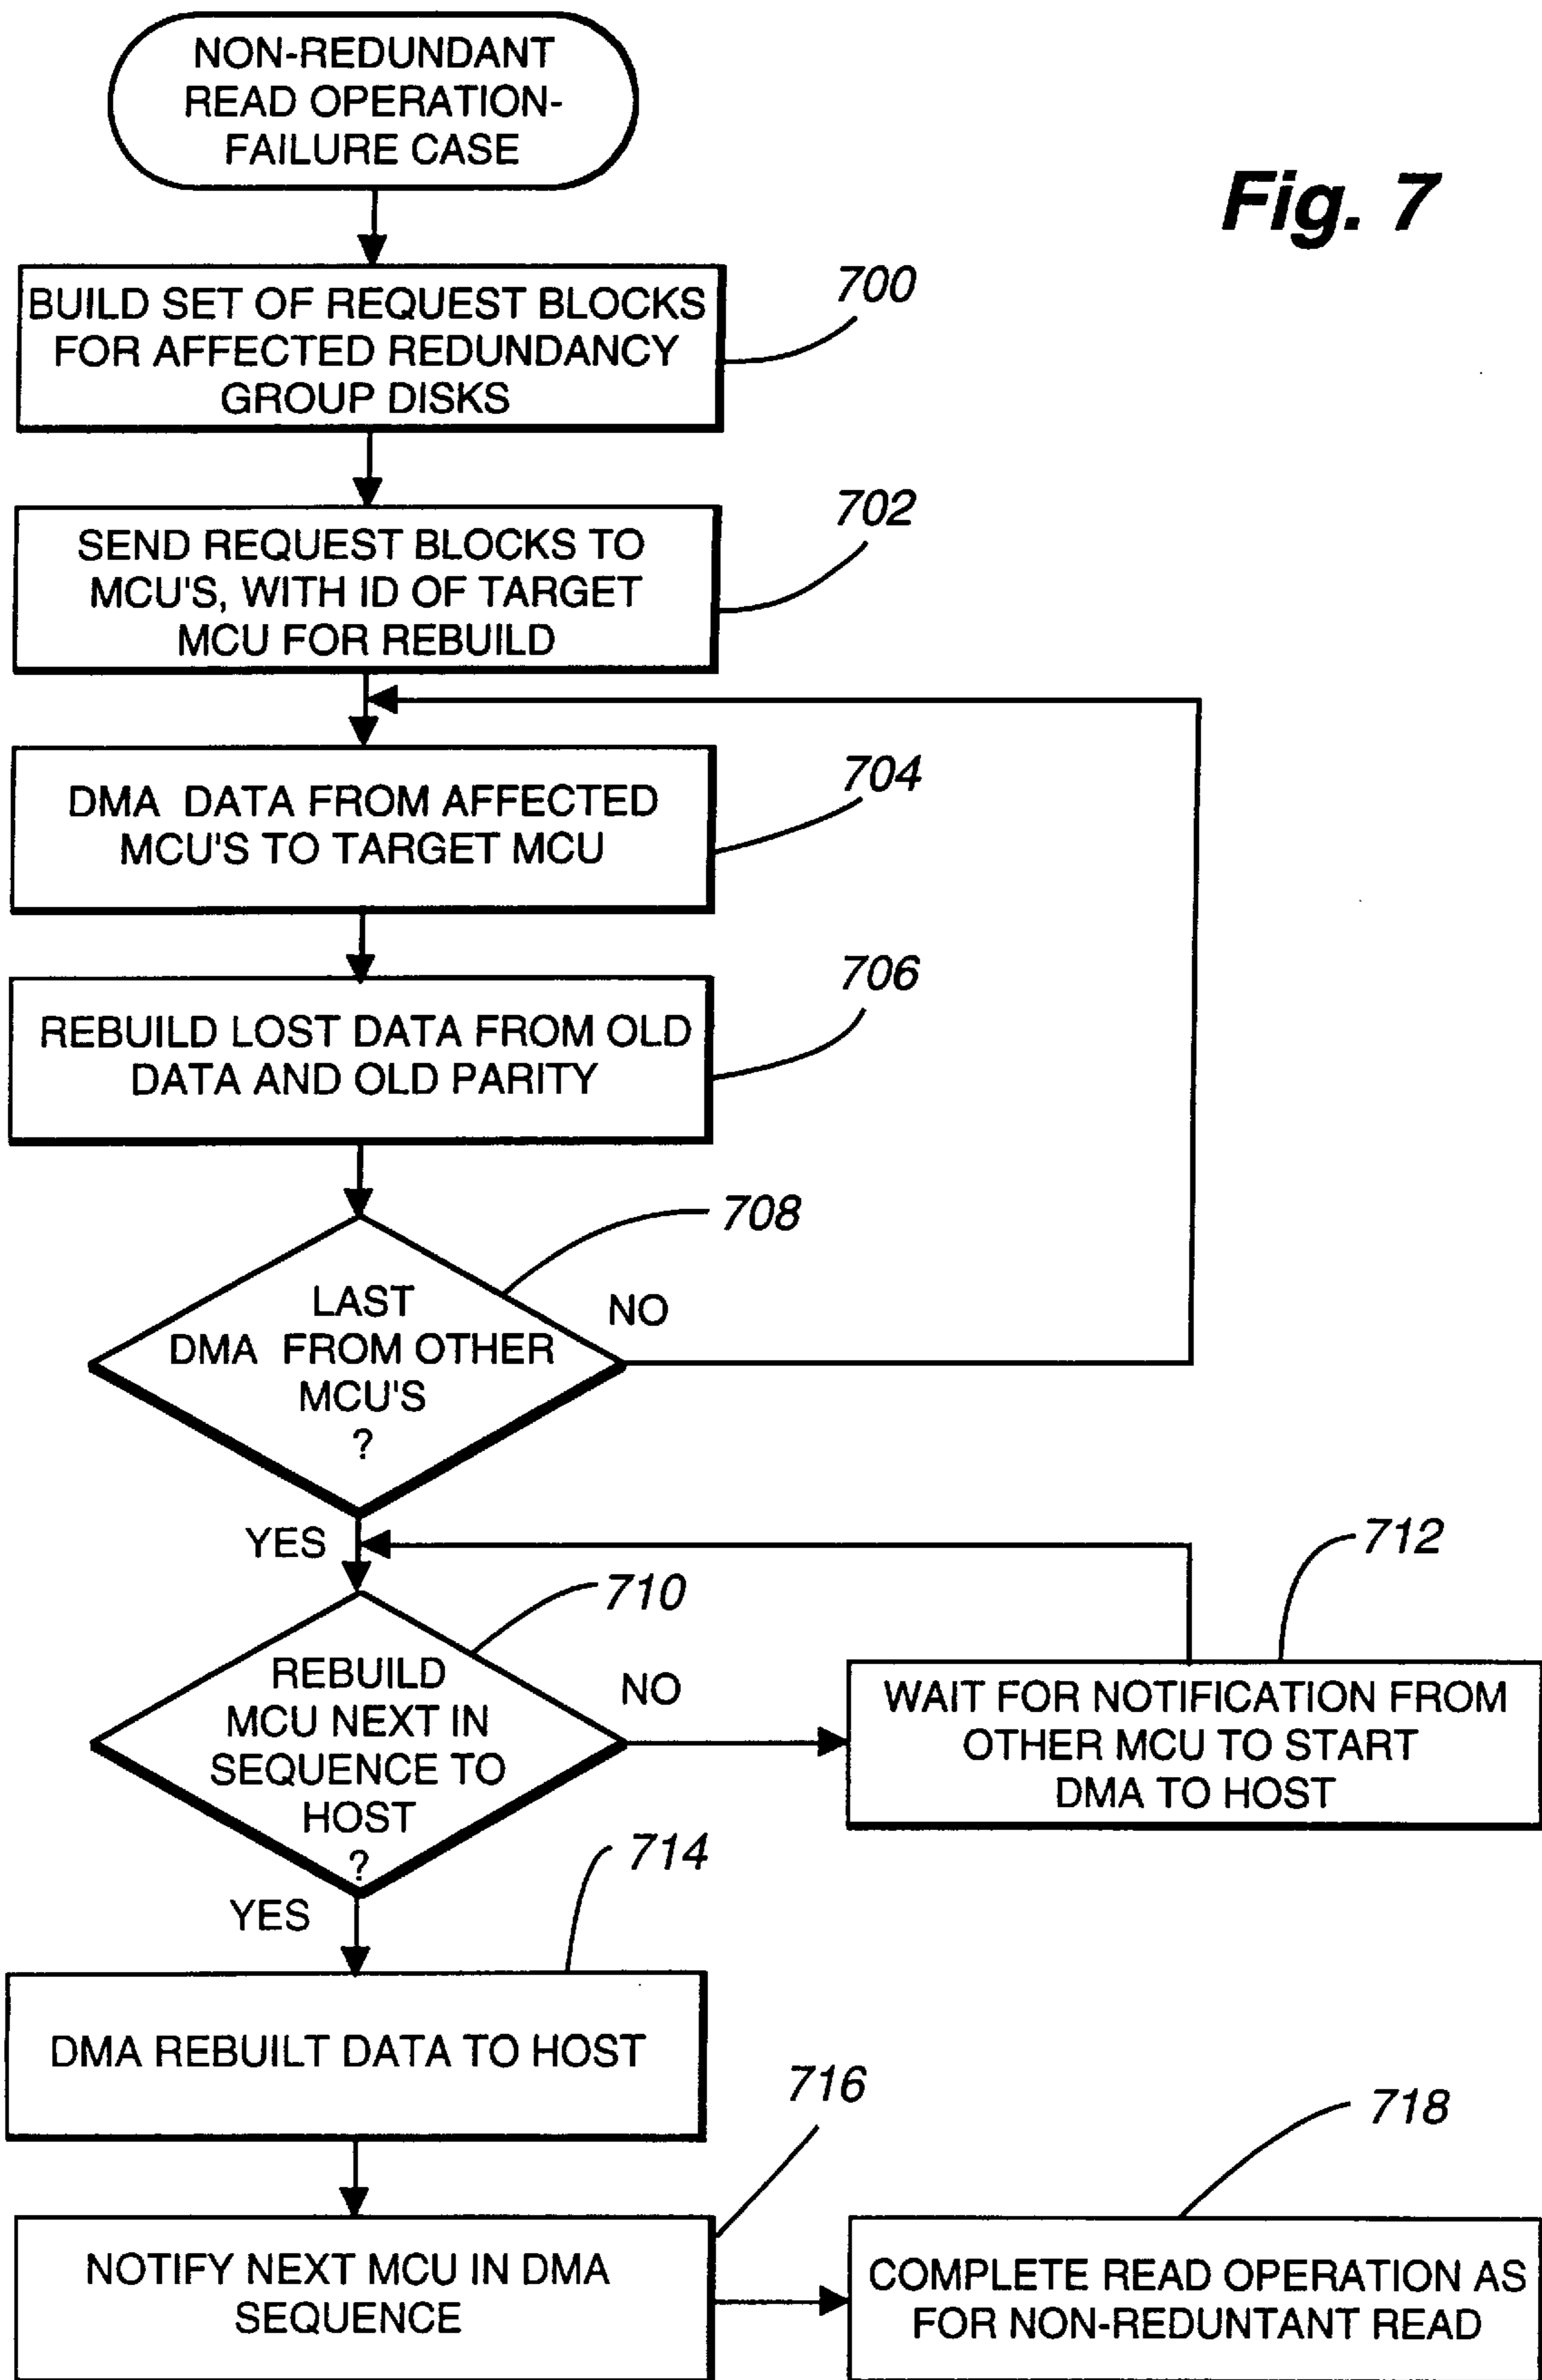 NON-REDUNDANT
READ OPERATION-
FAILURE CASE
Fig. 7
BUILD SET OF REQUEST BLOCKS
FOR AFFECTED REDUNDANCY
GROUP DISKS
700
SEND REQUEST BLOCKS TO
MCU'S, WITH ID OF TARGET
MCU FOR REBUILD
702
DMA DATA FROM AFFECTED
MCU'S TO TARGET MCU
704
REBUILD LOST DATA FROM OLD
DATA AND OLD PARITY
706
LAST
DMA FROM OTHER
MCU'S
?
708
NO
YES
REBUILD
MCU NEXT IN
SEQUENCE TO
HOST
?
710
NO
WAIT FOR NOTIFICATION FROM
OTHER MCU TO START
DMA TO HOST
712
YES
DMA REBUILT DATA TO HOST
714
NOTIFY NEXT MCU IN DMA
SEQUENCE
716
COMPLETE READ OPERATION AS
FOR NON-REDUNTANT READ
718